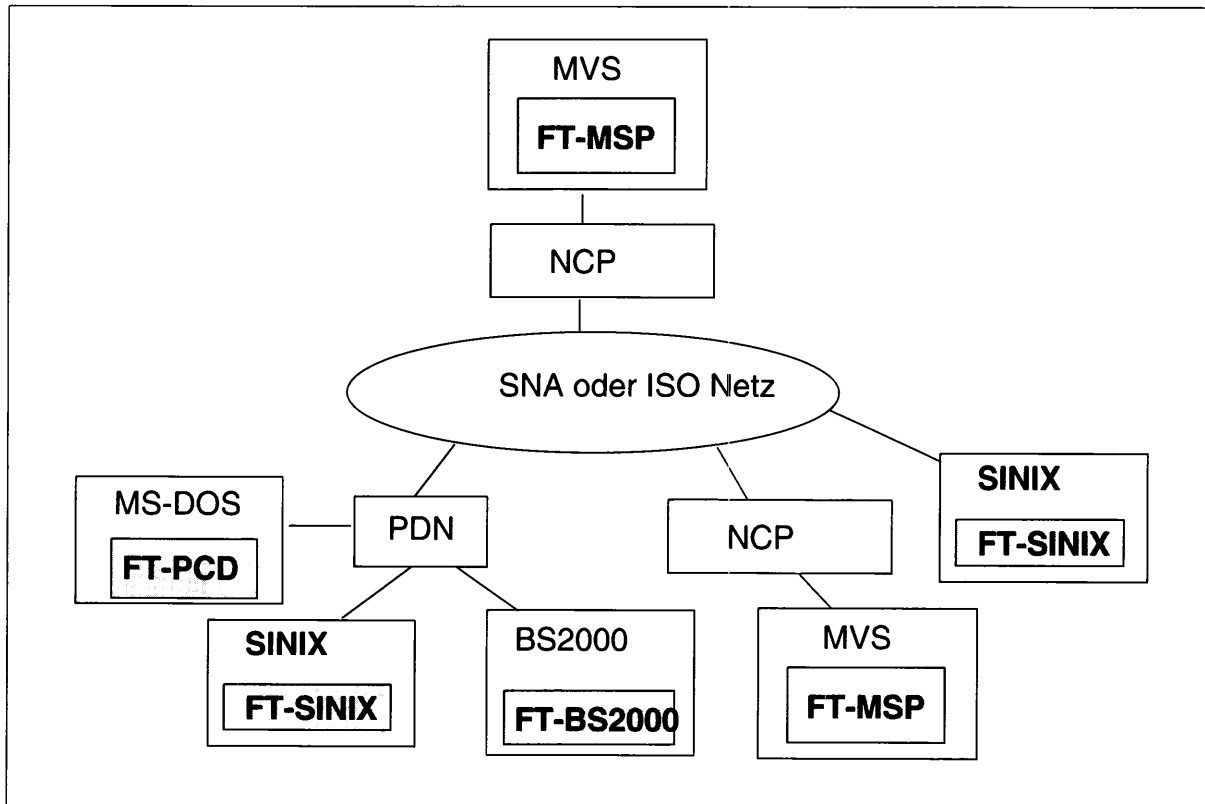 MVS
FT-MSP
NCP
SNA oder ISO Netz
MS-DOS
FT-PCD
PDN
NCP
SINIX
FT-SINIX
SINIX
FT-SINIX
BS2000
FT-BS2000
MVS
FT-MSP